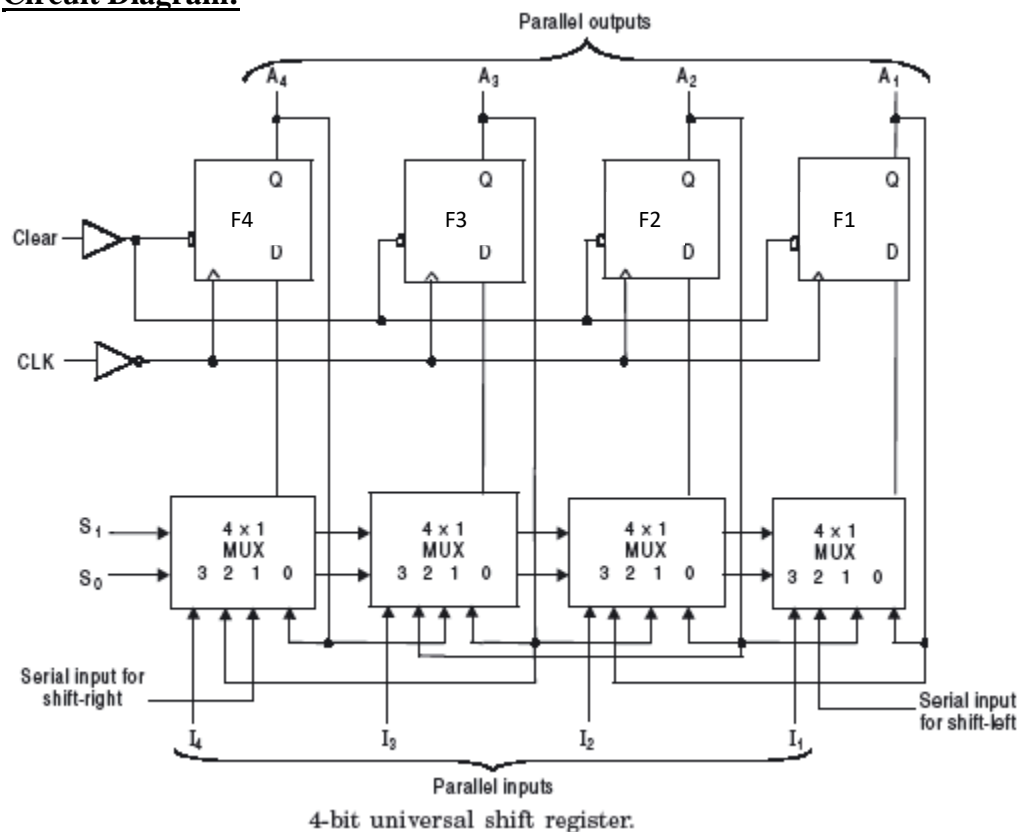 Circuit Diagram:
Parallel outputs
A4 A3 A2 A1
Q Q Q Q
F4 F3 F2 F1
Clear
D D D D
CLK
S1
4 x 1 4 x 1 4 x 1 4 x 1
MUX MUX MUX MUX
S0
3 2 1 0 3 2 1 0 3 2 1 0 3 2 1 0
Serial input for
shift-right
Serial input
for shift-left
I4 I3 I2 I1
Parallel inputs
4-bit universal shift register.